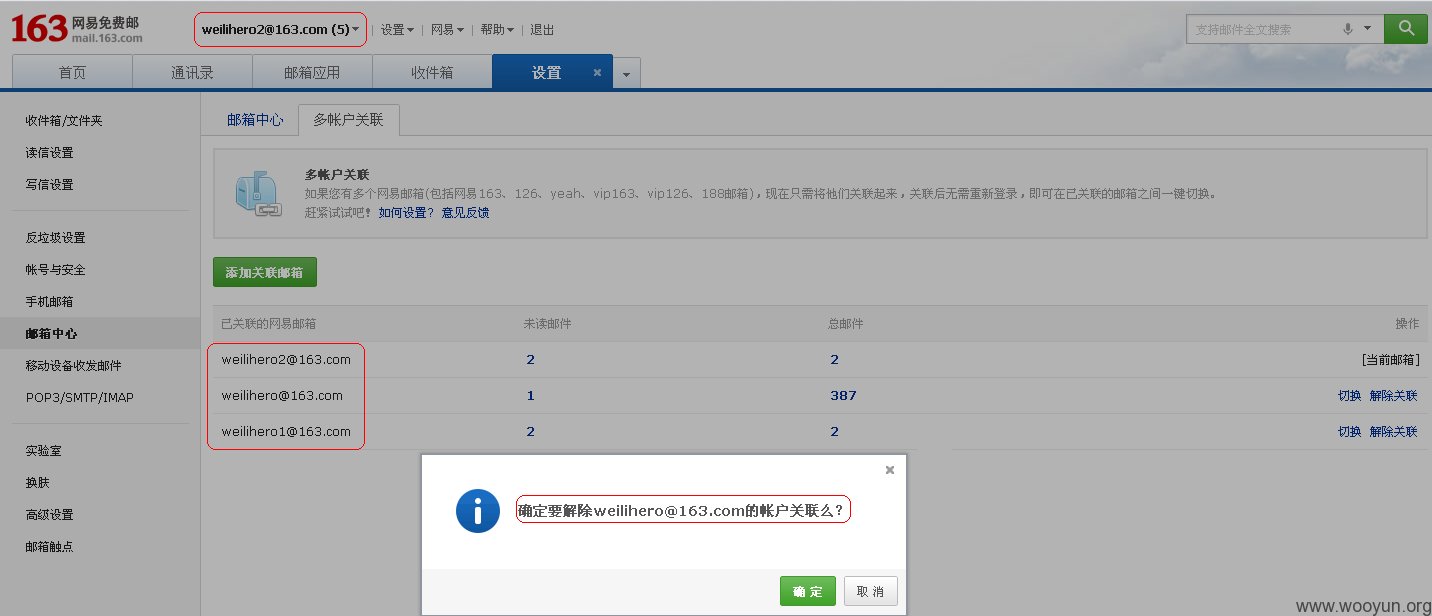 163 网易免费邮
mail.163.com
weilihero2@163.com (5) | 设置 | 网易 | 帮助 | 退出
支持邮件全文搜索
首页 通讯录 邮箱应用 收件箱 设置
收件箱/文件夹
读信设置
写信设置
反垃圾设置
帐号与安全
手机邮箱
邮箱中心
移动设备收发邮件
POP3/SMTP/IMAP
实验室
换肤
高级设置
邮箱触点
邮箱中心 多帐户关联
多帐户关联
如果您有多个网易邮箱(包括网易163、126、yeah、vip163、vip126、188邮箱)，现在只需将他们关联起来，关联后无需重新登录，即可在已关联的邮箱之间一键切换。
赶紧试试吧! 如何设置? 意见反馈
添加关联邮箱
已关联的网易邮箱 未读邮件 总邮件 操作
weilihero2@163.com 2 2 [当前邮箱]
weilihero@163.com 1 387 切换 解除关联
weilihero1@163.com 2 2 切换 解除关联
确定要解除weilihero@163.com的帐户关联么?
确 定 取 消
www.wooyun.org